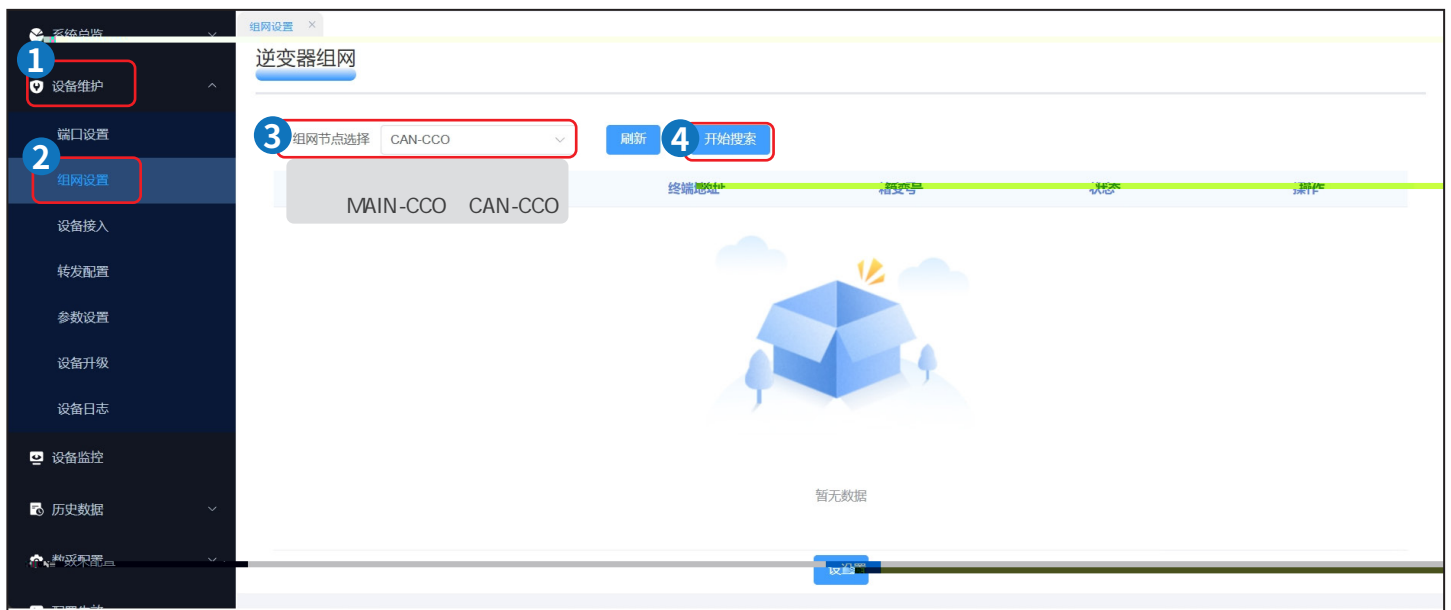 系统总览
组网设置 ×
1
逆变器组网
设备维护
端口设置
3 组网节点选择 CAN-CCO 刷新 4 开始搜索
2
组网设置
终端地址 箱变号 状态 操作
MAIN-CCO CAN-CCO
设备接入
转发配置
参数设置
设备升级
设备日志
设备监控
暂无数据
历史数据
数采配置
设置